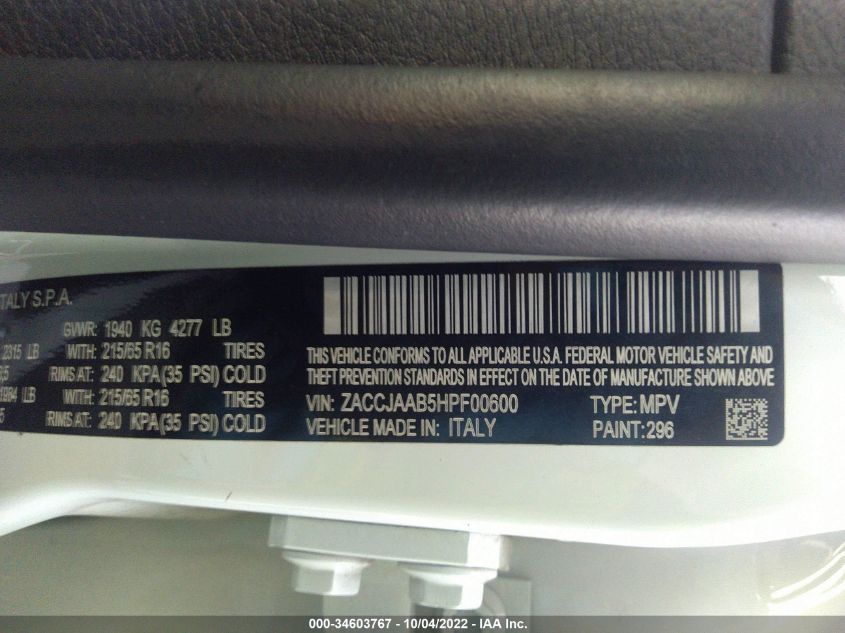 ITALY S.P.A.
GVWR: 1940 KG 4277 LB
2315 LB WITH: 215/65 R16 TIRES
RIMS AT: 240 KPA(35 PSI) COLD
LB WITH: 215/65 R16 TIRES
RIMS AT: 240 KPA(35 PSI) COLD
THIS VEHICLE CONFORMS TO ALL APPLICABLE U.S.A. FEDERAL MOTOR VEHICLE SAFETY AND
THEFT PREVENTION STANDARDS IN EFFECT ON THE DATE OF MANUFACTURE SHOWN ABOVE
VIN: ZACCJAAB5HPF00600 TYPE: MPV
VEHICLE MADE IN: ITALY PAINT:296
000-34603767 - 10/04/2022 - IAA Inc.